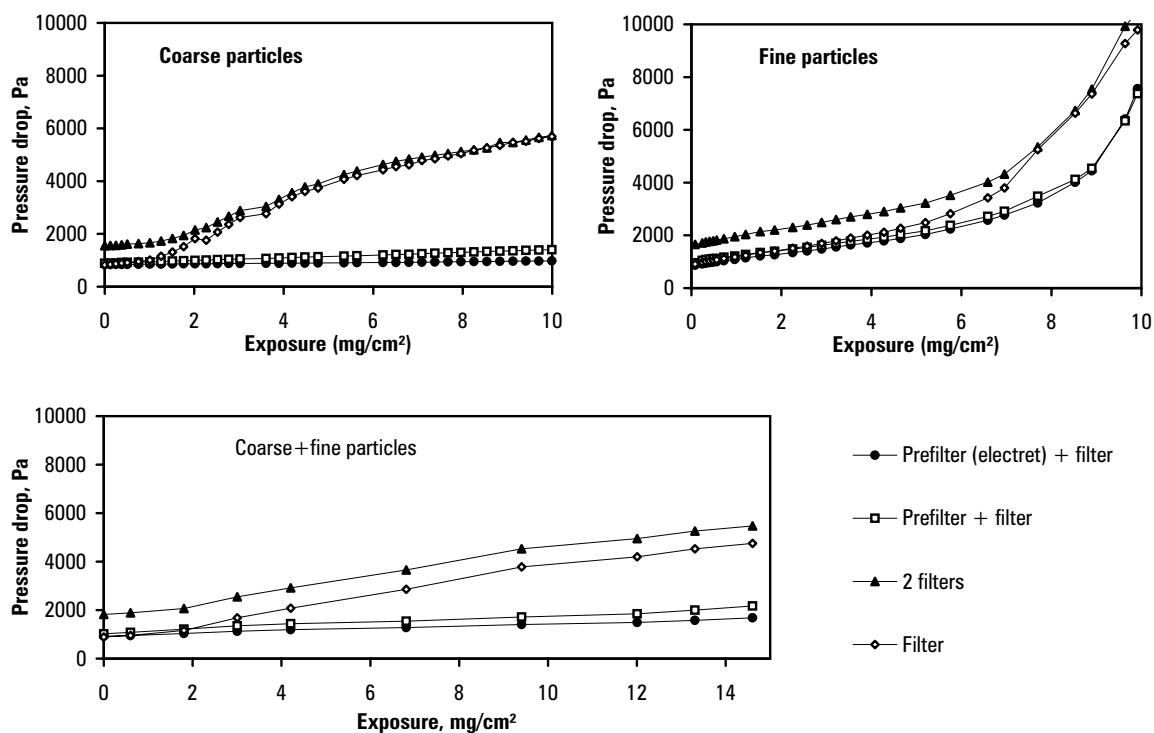 10000
8000
6000
4000
2000
0
Pressure drop, Pa
Coarse particles
0 2 4 6 8 10
Exposure (mg/cm²)
10000
8000
6000
4000
2000
0
Pressure drop, Pa
Fine particles
0 2 4 6 8 10
Exposure (mg/cm²)
10000
8000
6000
4000
2000
0
Pressure drop, Pa
Coarse+fine particles
0 2 4 6 8 10 12 14
Exposure, mg/cm²
Prefilter (electret) + filter
Prefilter + filter
2 filters
Filter